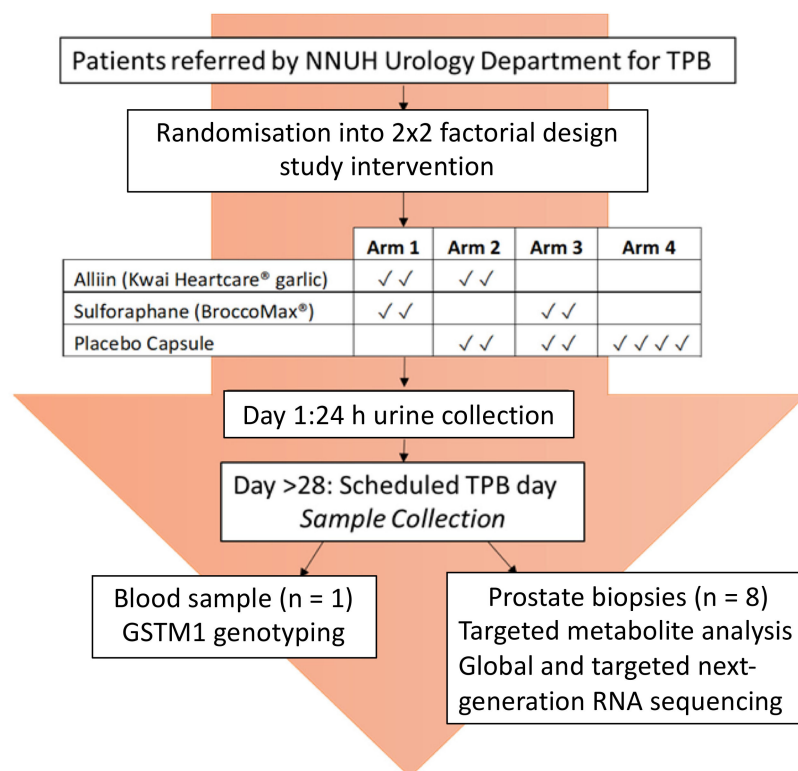 Patients referred by NNUH Urology Department for TPB
Randomisation into 2x2 factorial design
study intervention
Arm 1 Arm 2 Arm 3 Arm 4
Alliin (Kwai Heartcare® garlic) ✓✓ ✓✓
Sulforaphane (BroccoMax®) ✓✓ ✓✓
Placebo Capsule ✓✓ ✓✓ ✓✓✓✓
Day 1:24 h urine collection
Day >28: Scheduled TPB day
Sample Collection
Blood sample (n = 1)
GSTM1 genotyping
Prostate biopsies (n = 8)
Targeted metabolite analysis
Global and targeted next-
generation RNA sequencing